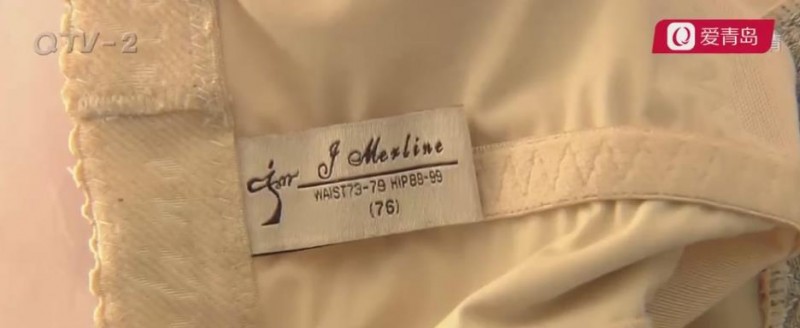 QTV-2
爱青岛
J Merline
WAIST73-79 HIP88-99
(76)